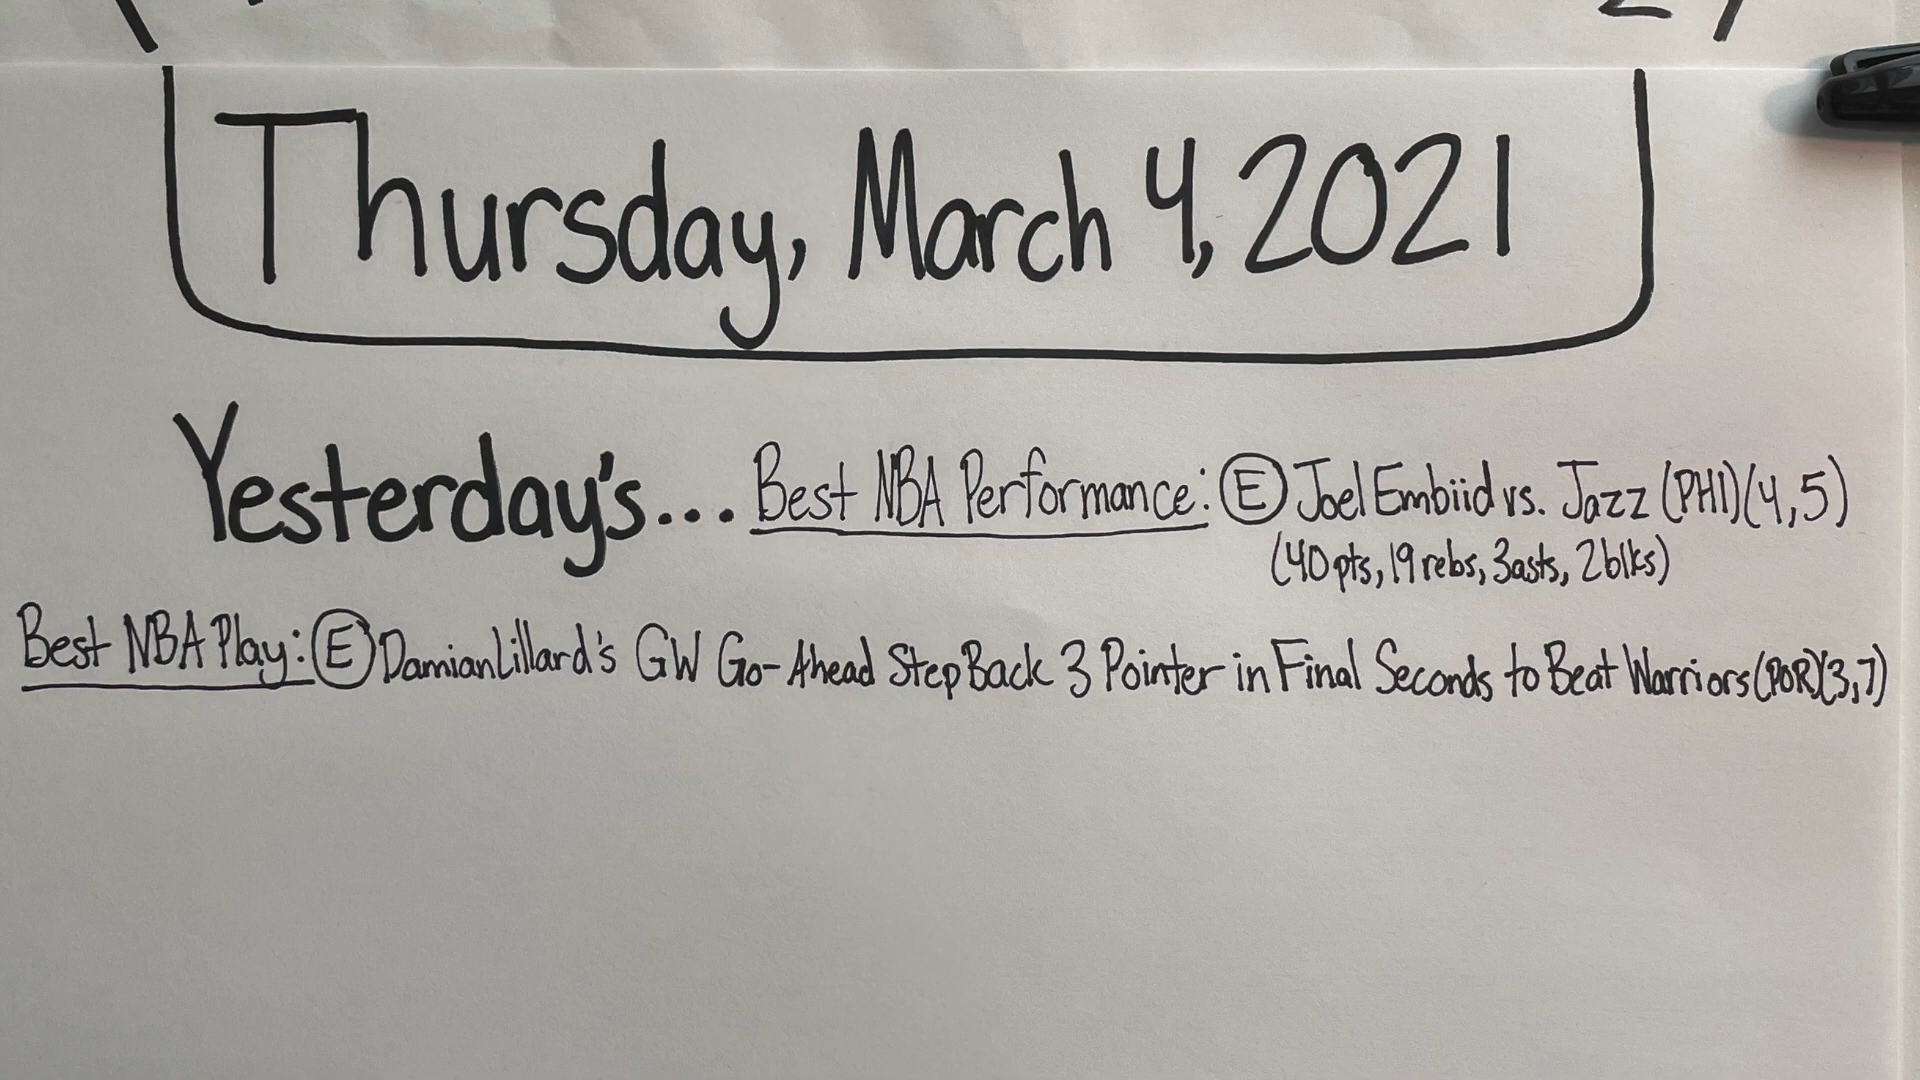 Thursday, March 4, 2021
Yesterday's... Best NBA Performance: Ⓔ Joel Embiid vs. Jazz (PHI)(4,5)
(40 pts, 19 rebs, 3 asts, 2 blks)
Best NBA Play: Ⓔ Damian Lillard's GW Go-Ahead Step Back 3 Pointer in Final Seconds to Beat Warriors (POR)(3,7)